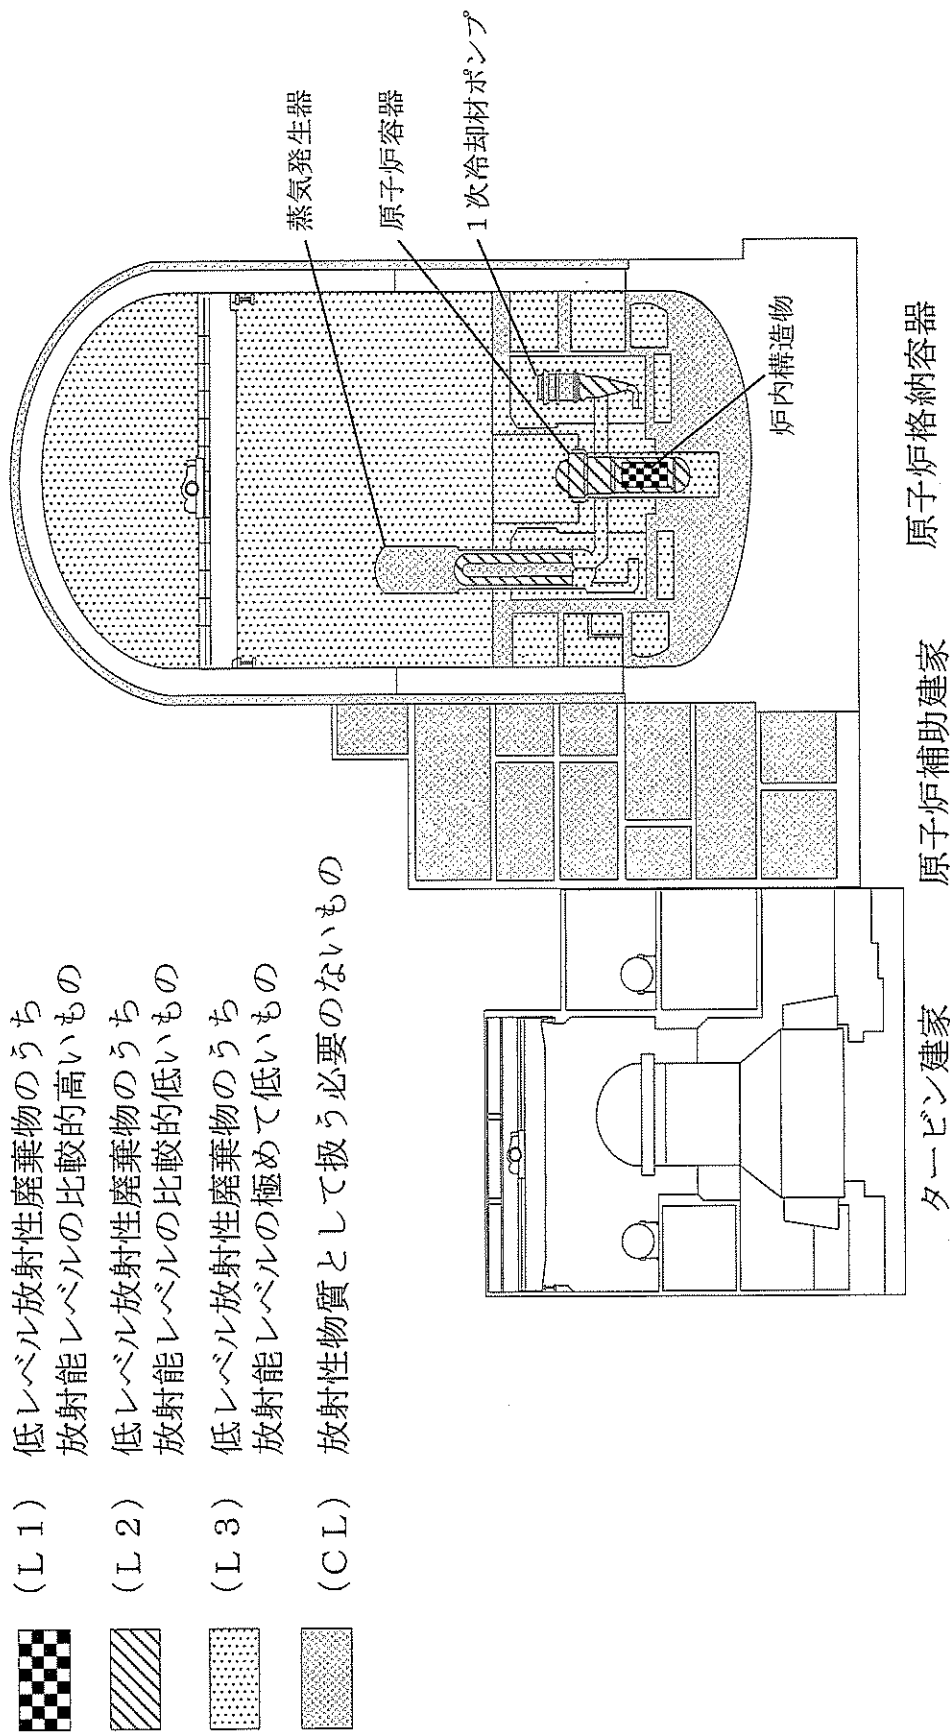 (L1) 低レベル放射性廃棄物のうち
放射能レベルの比較的高いもの
(L2) 低レベル放射性廃棄物のうち
放射能レベルの比較的低いもの
(L3) 低レベル放射性廃棄物のうち
放射能レベルの極めて低いもの
(CL) 放射性物質として扱う必要のないもの
蒸気発生器
原子炉容器
1次冷却材ポンプ
炉内構造物
タービン建家
原子炉補助建家
原子炉格納容器